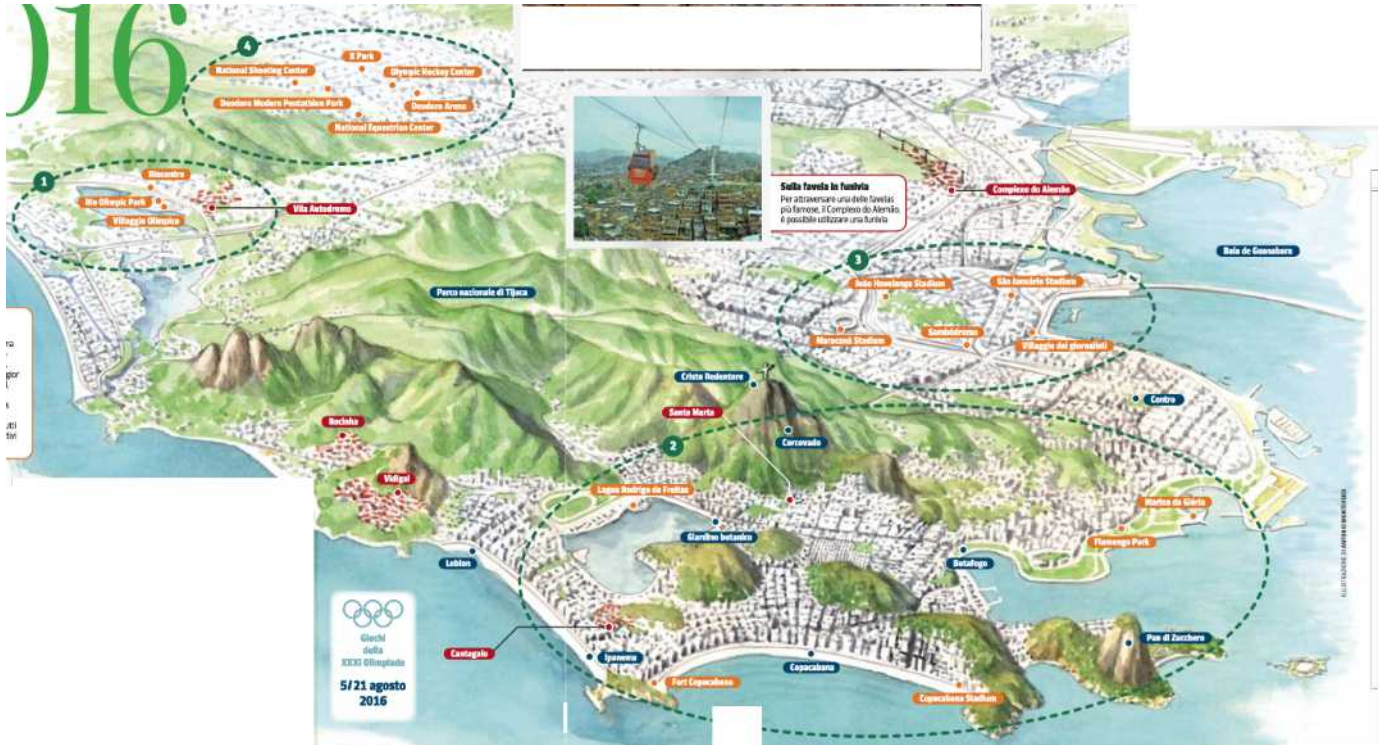 016
4
X Park
National Shooting Center
Olympic Hockey Center
Deodoro Modern Pentathlon Park
Deodoro Arena
National Equestrian Center
1
Riocentro
Rio Olimpic Park
Villaggio Olimpico
Vila Autodromo
Sulla favela in funivia
Per attraversare una delle favelas
più famose, il Complexo do Alemão,
è possibile utilizzare una funivia
Complexo do Alemão
Baia de Guanabara
Parco nazionale di Tijuca
3
João Havelange Stadium
São Januário Stadium
Maracanã Stadium
Sambódromo
Villaggio dei giornalisti
Cristo Redentore
Santa Marta
Corcovado
Centro
Rocinha
Vidigal
2
Lagoa Rodrigo de Freitas
Giardino botanico
Marina da Glória
Flamengo Park
Leblon
Botafogo
Cantagalo
Ipanema
Copacabana
Pan di Zucchero
Fort Copacabana
Copacabana Stadium
Giochi
della
XXXI Olimpiade
5/21 agosto
2016